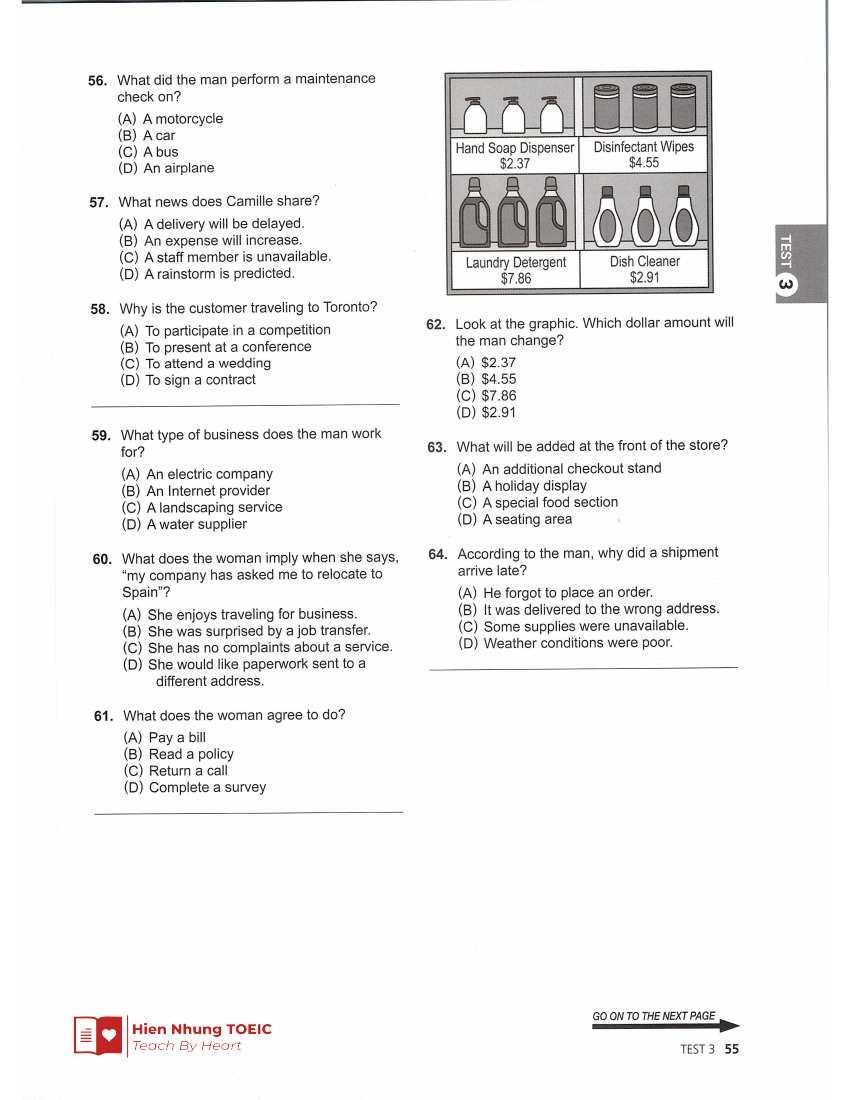 56. What did the man perform a maintenance
check on?
(A) A motorcycle
(B) A car
(C) A bus
(D) An airplane
57. What news does Camille share?
(A) A delivery will be delayed.
(B) An expense will increase.
(C) A staff member is unavailable.
(D) A rainstorm is predicted.
58. Why is the customer traveling to Toronto?
(A) To participate in a competition
(B) To present at a conference
(C) To attend a wedding
(D) To sign a contract
59. What type of business does the man work
for?
(A) An electric company
(B) An Internet provider
(C) A landscaping service
(D) A water supplier
60. What does the woman imply when she says,
“my company has asked me to relocate to
Spain”?
(A) She enjoys traveling for business.
(B) She was surprised by a job transfer.
(C) She has no complaints about a service.
(D) She would like paperwork sent to a
different address.
61. What does the woman agree to do?
(A) Pay a bill
(B) Read a policy
(C) Return a call
(D) Complete a survey
Hand Soap Dispenser
$2.37
Disinfectant Wipes
$4.55
Laundry Detergent
$7.86
Dish Cleaner
$2.91
62. Look at the graphic. Which dollar amount will
the man change?
(A) $2.37
(B) $4.55
(C) $7.86
(D) $2.91
63. What will be added at the front of the store?
(A) An additional checkout stand
(B) A holiday display
(C) A special food section
(D) A seating area
64. According to the man, why did a shipment
arrive late?
(A) He forgot to place an order.
(B) It was delivered to the wrong address.
(C) Some supplies were unavailable.
(D) Weather conditions were poor.
TEST 3
Hien Nhung TOEIC
Teach By Heart
GO ON TO THE NEXT PAGE
TEST 3 55